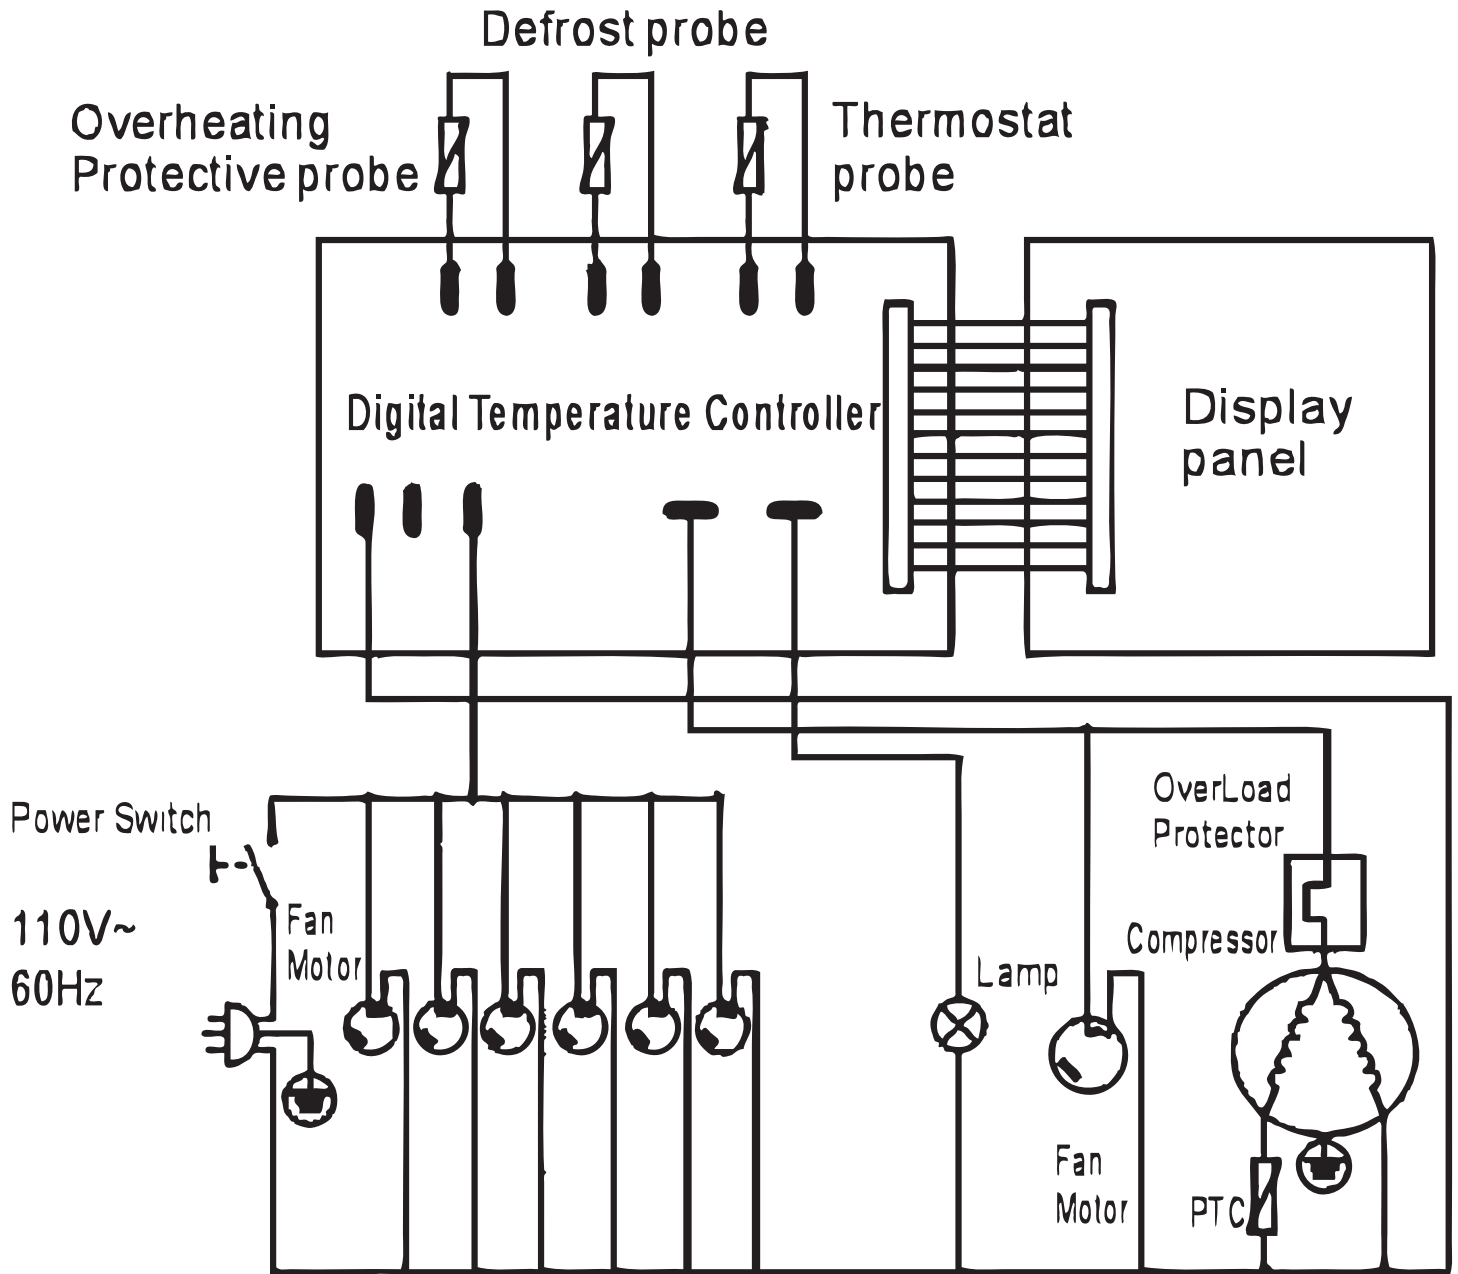 Defrost probe
Overheating
Protective probe
Thermostat
probe
Digital Temperature Controller
Display
panel
Power Switch
110V~
60Hz
Fan
Motor
OverLoad
Protector
Compressor
Lamp
Fan
Motor
PTC